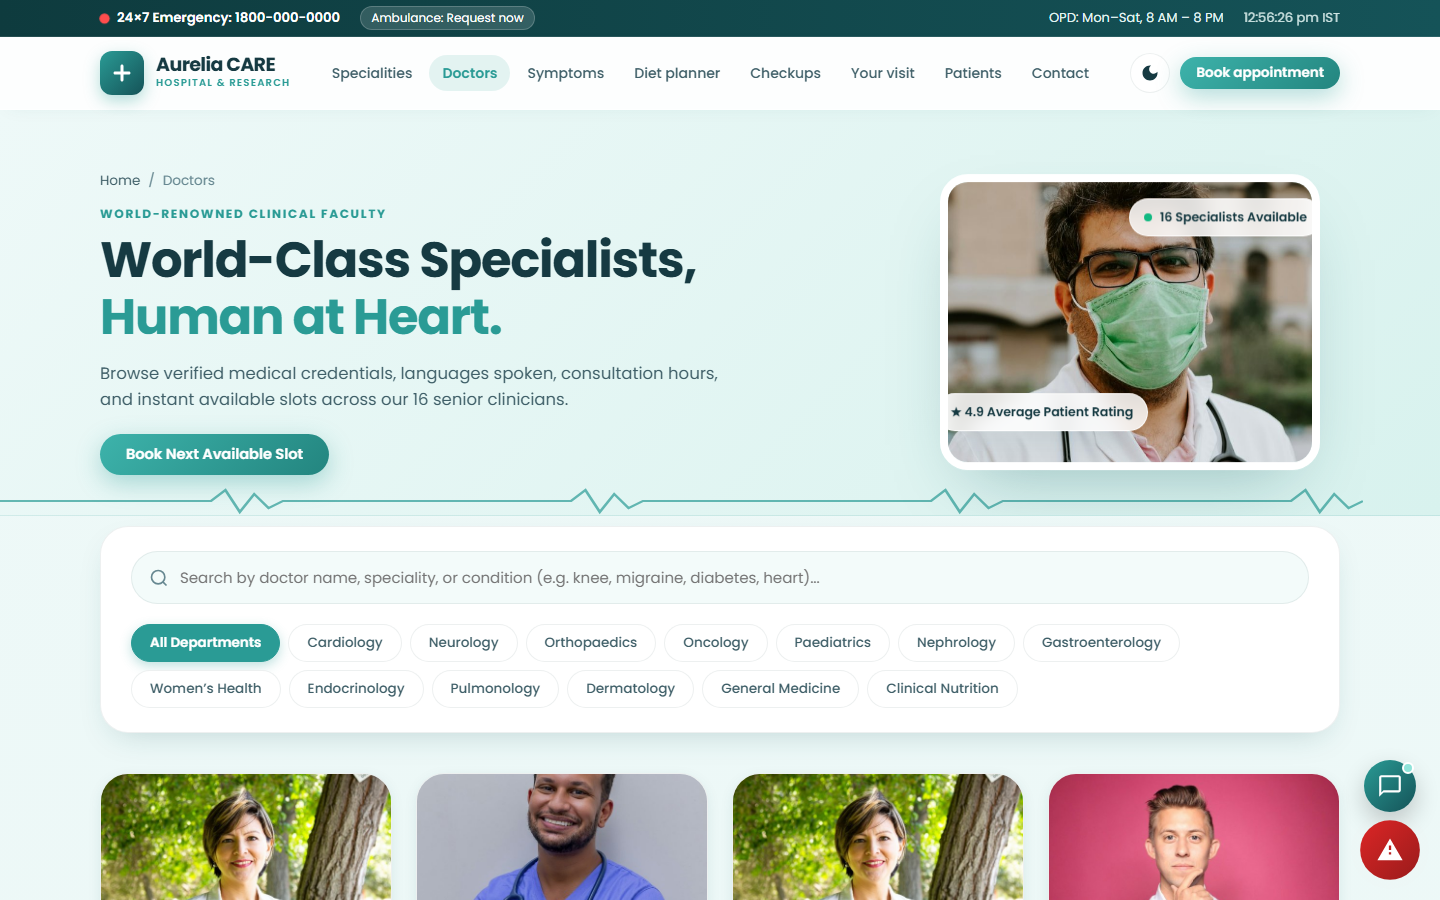 24×7 Emergency: 1800-000-0000
Ambulance: Request now
OPD: Mon–Sat, 8 AM – 8 PM
12:56:26 pm IST
Aurelia CARE
HOSPITAL & RESEARCH
Specialities
Doctors
Symptoms
Diet planner
Checkups
Your visit
Patients
Contact
Book appointment
Home / Doctors
WORLD-RENOWNED CLINICAL FACULTY
World-Class Specialists,
Human at Heart.
Browse verified medical credentials, languages spoken, consultation hours,
and instant available slots across our 16 senior clinicians.
Book Next Available Slot
16 Specialists Available
★ 4.9 Average Patient Rating
Search by doctor name, speciality, or condition (e.g. knee, migraine, diabetes, heart)...
All Departments
Cardiology
Neurology
Orthopaedics
Oncology
Paediatrics
Nephrology
Gastroenterology
Women’s Health
Endocrinology
Pulmonology
Dermatology
General Medicine
Clinical Nutrition